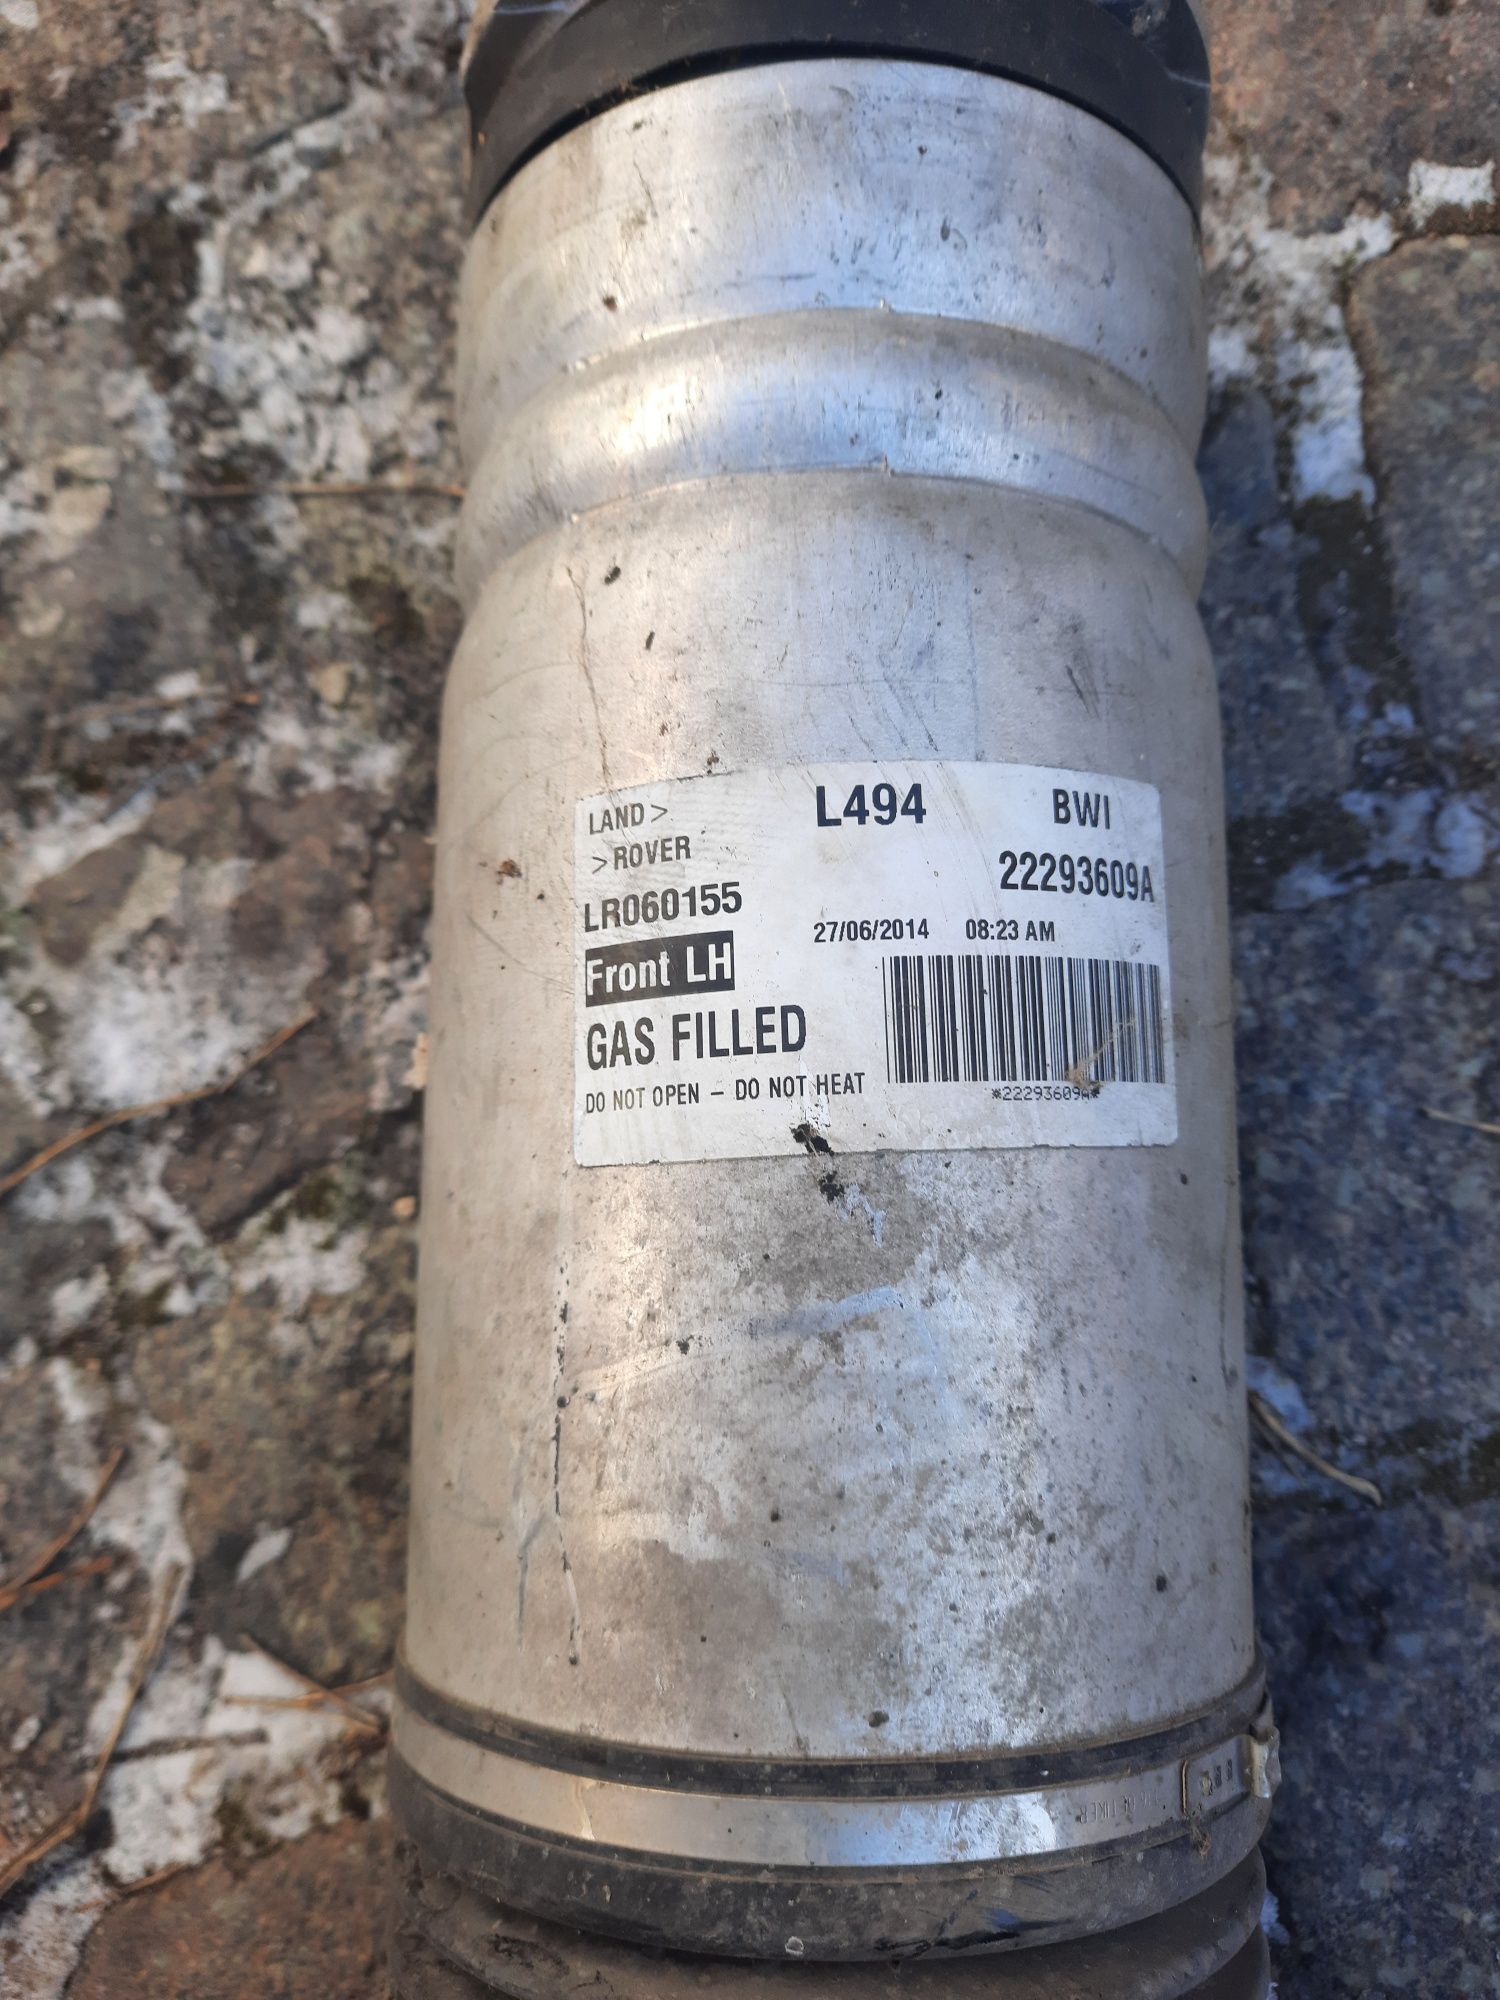 LAND >
> ROVER
L494
BWI
22293609A
LR060155
27/06/2014 08:23 AM
Front LH
GAS FILLED
DO NOT OPEN – DO NOT HEAT
*22293609A*